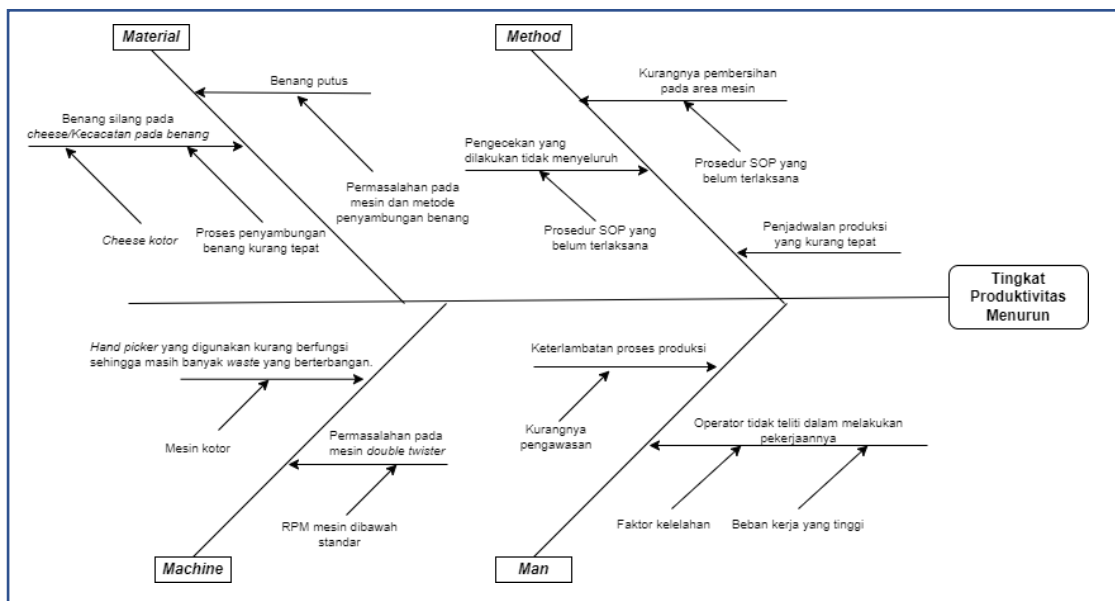 Material
Benang putus
Benang silang pada
cheese/Kecacatan pada benang
Permasalahan pada
mesin dan metode
penyambungan benang
Cheese kotor
Proses penyambungan
benang kurang tepat
Method
Kurangnya pembersihan
pada area mesin
Pengecekan yang
dilakukan tidak menyeluruh
Prosedur SOP yang
belum terlaksana
Prosedur SOP yang
belum terlaksana
Penjadwalan produksi
yang kurang tepat
Tingkat
Produktivitas
Menurun
Hand picker yang digunakan kurang berfungsi
sehingga masih banyak waste yang berterbangan.
Mesin kotor
Permasalahan pada
mesin double twister
RPM mesin dibawah
standar
Machine
Keterlambatan proses produksi
Kurangnya
pengawasan
Operator tidak teliti dalam melakukan
pekerjaannya
Faktor kelelahan
Beban kerja yang tinggi
Man